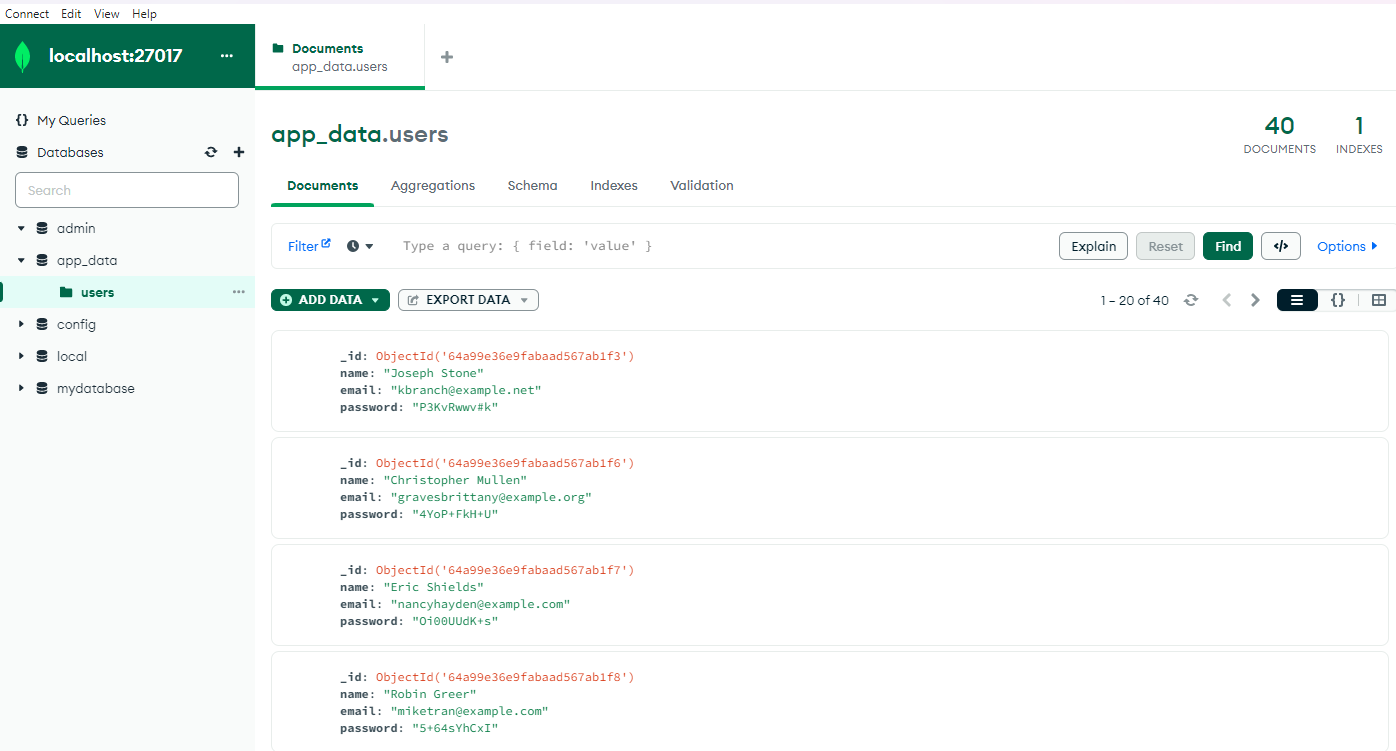 Connect Edit View Help
localhost:27017 ...
Documents
app_data.users
My Queries
Databases
Search
admin
app_data
users ...
config
local
mydatabase
app_data.users
40
DOCUMENTS
1
INDEXES
Documents Aggregations Schema Indexes Validation
Filter Type a query: { field: 'value' } Explain Reset Find </> Options
ADD DATA EXPORT DATA 1 – 20 of 40 {}
_id: ObjectId('64a99e36e9fabaad567ab1f3')
name: "Joseph Stone"
email: "kbranch@example.net"
password: "P3KvRwwv#k"
_id: ObjectId('64a99e36e9fabaad567ab1f6')
name: "Christopher Mullen"
email: "gravesbrittany@example.org"
password: "4YoP+FkH+U"
_id: ObjectId('64a99e36e9fabaad567ab1f7')
name: "Eric Shields"
email: "nancyhayden@example.com"
password: "Oi00UUdK+s"
_id: ObjectId('64a99e36e9fabaad567ab1f8')
name: "Robin Greer"
email: "miketran@example.com"
password: "5+64sYhCxI"